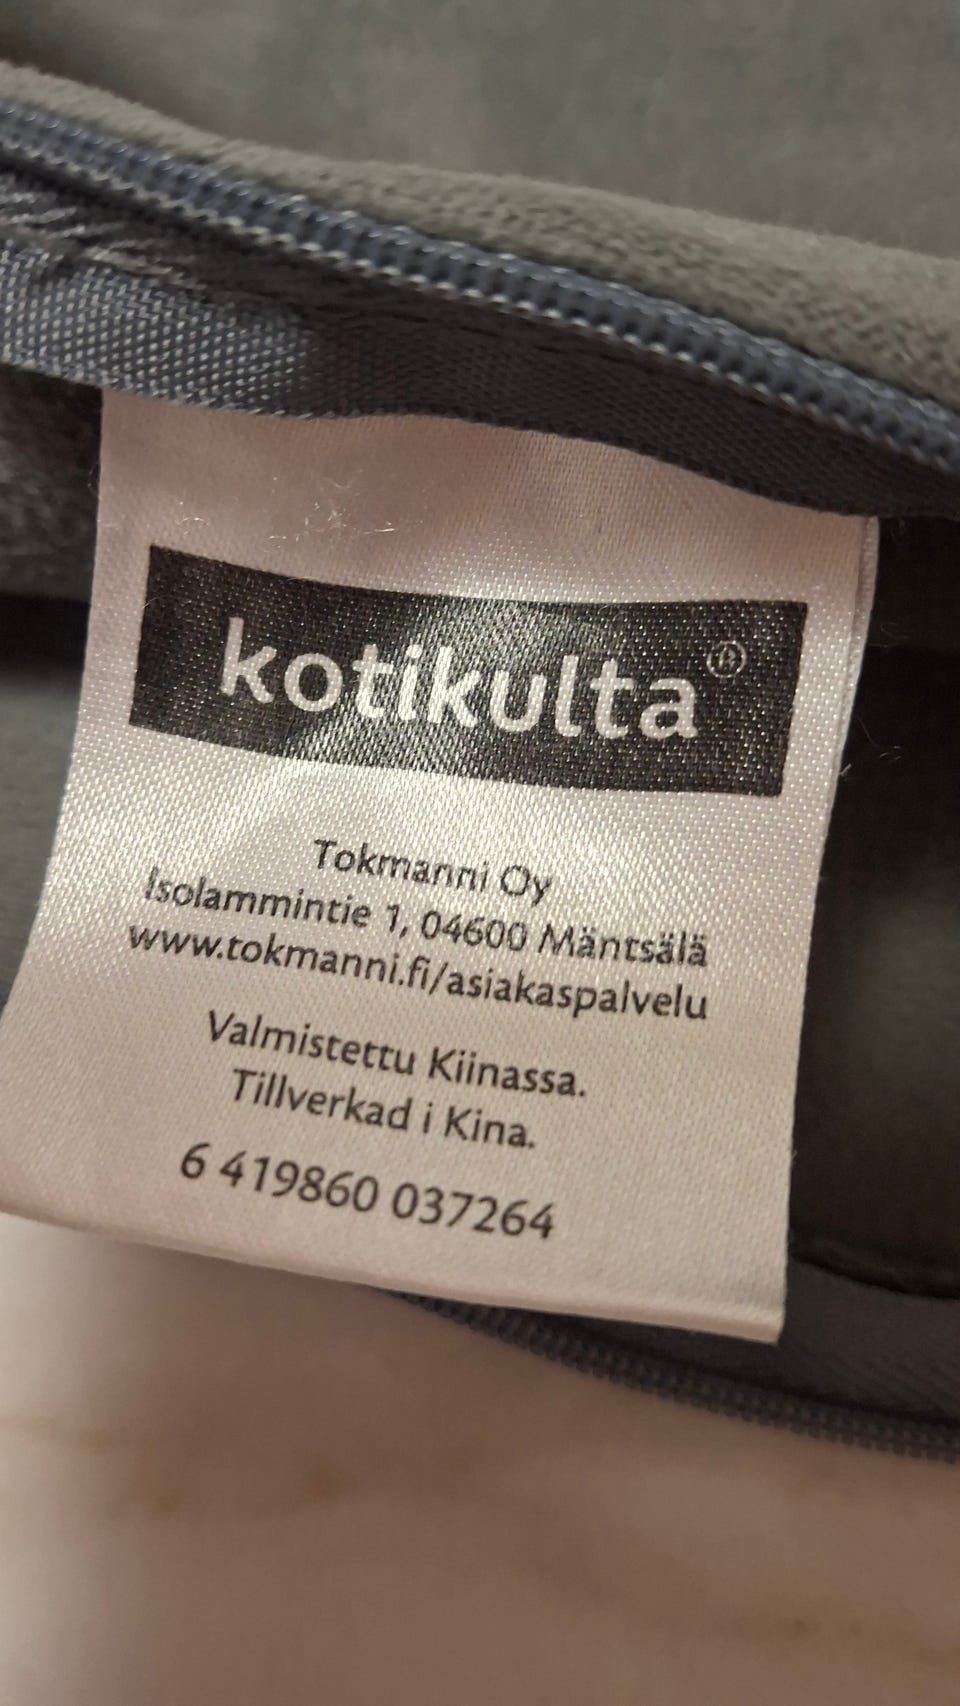 kotikulta®
Tokmanni Oy
Isolammintie 1, 04600 Mäntsälä
www.tokmanni.fi/asiakaspalvelu
Valmistettu Kiinassa.
Tillverkad i Kina.
6 419860 037264